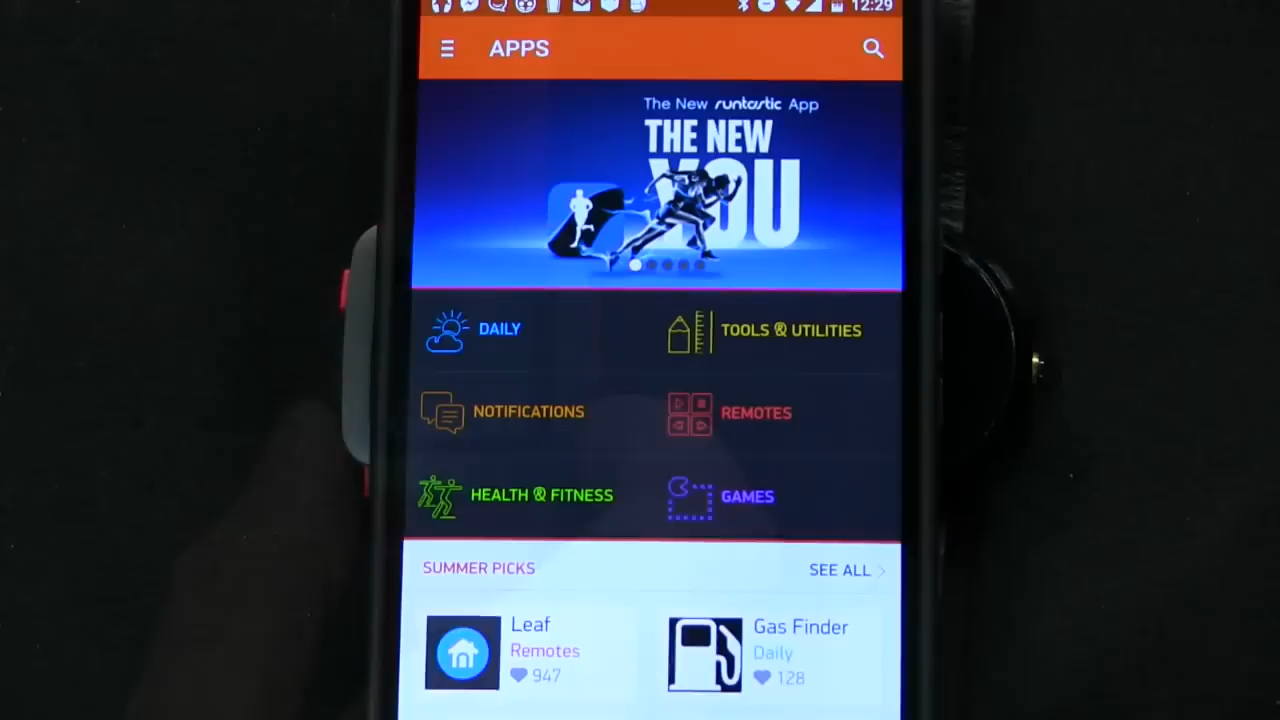 12:29
APPS
The New runtastic App
THE NEW
YOU
DAILY
TOOLS & UTILITIES
NOTIFICATIONS
REMOTES
HEALTH & FITNESS
GAMES
SUMMER PICKS
SEE ALL
Leaf
Remotes
947
Gas Finder
Daily
128